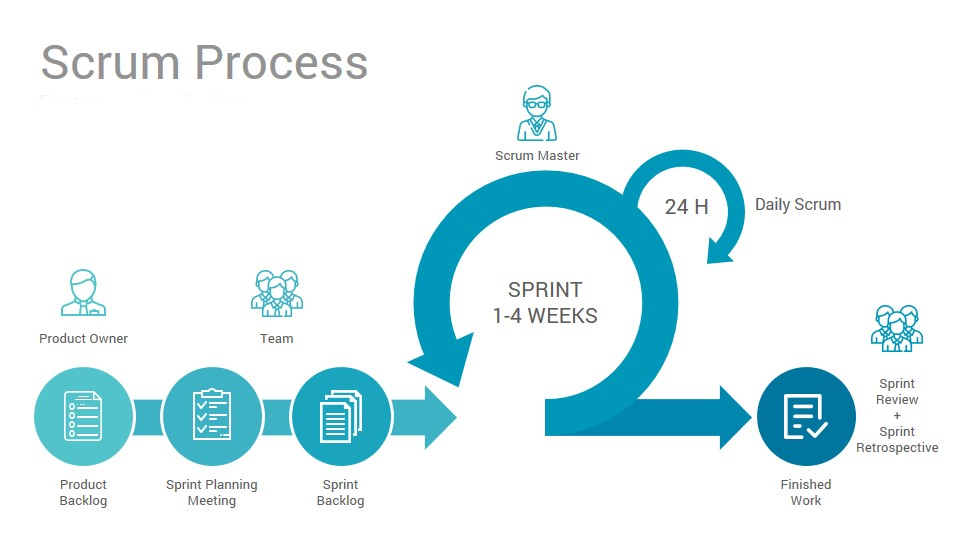 Scrum Process
Scrum Master
24 H
Daily Scrum
SPRINT
1-4 WEEKS
Product Owner
Team
Sprint
Review
+
Sprint
Retrospective
Product
Backlog
Sprint Planning
Meeting
Sprint
Backlog
Finished
Work